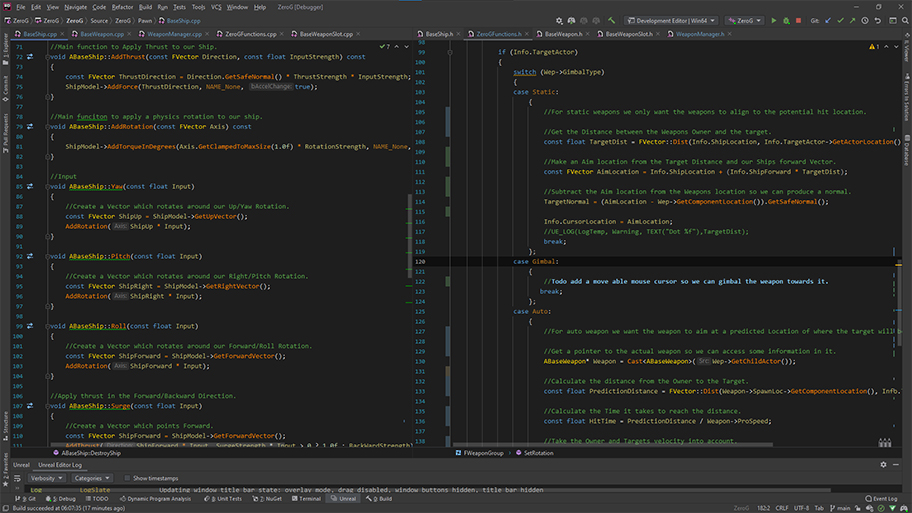 File Edit View Navigate Code Refactor Build Run Tests Tools VCS Window Help ZeroG [Debugger]
ZeroG ZeroG Source ZeroG Pawn BaseShip.cpp Development Editor | Win64 ZeroG Git:
BaseShip.cpp BaseWeapon.cpp WeaponManager.cpp ZeroGFunctions.cpp BaseWeaponSlot.cpp BaseShip.h ZeroGFunctions.h BaseWeapon.h BaseWeaponSlot.h WeaponManager.h
71 //Main function to Apply Thrust to our Ship.
72 void ABaseShip::AddThrust(const FVector Direction, const float InputStrength) const
73 {
74 const FVector ThrustDirection = Direction.GetSafeNormal() * ThrustStrength * InputStrength;
75 ShipModel->AddForce(ThrustDirection, NAME_None, bAccelChange: true);
76 }
77
78 //Main funciton to apply a physics rotation to our ship.
79 void ABaseShip::AddRotation(const FVector Axis) const
80 {
81 ShipModel->AddTorqueInDegrees(Axis.GetClampedToMaxSize(1.0f) * RotationStrength, NAME_None,
82 }
83
84 //Input
85 void ABaseShip::Yaw(const float Input)
86 {
87 //Create a Vector which rotates around our Up/Yaw Rotation.
88 const FVector ShipUp = ShipModel->GetUpVector();
89 AddRotation( Axis: ShipUp * Input);
90 }
91
92 void ABaseShip::Pitch(const float Input)
93 {
94 //Create a Vector which rotates around our Right/Pitch Rotation.
95 const FVector ShipRight = ShipModel->GetRightVector();
96 AddRotation( Axis: ShipRight * Input);
97 }
98
99 void ABaseShip::Roll(const float Input)
100 {
101 //Create a Vector which rotates around our Forward/Roll Rotation.
102 const FVector ShipForward = ShipModel->GetForwardVector();
103 AddRotation( Axis: ShipForward * Input);
104 }
105
106 //Apply thrust in the Forward/Backward Direction.
107 void ABaseShip::Surge(const float Input)
108 {
109 //Create a Vector which points Forward.
110 const FVector ShipForward = ShipModel->GetForwardVector();
ABaseShip::DestroyShip
98
99 if (Info.TargetActor)
100 {
101 switch (Wep->GimbalType)
102 {
103 case Static:
104 {
105 //For static weapons we only want the weapons to align to the potential hit location.
106
107 //Get the Distance between the Weapons Owner and the target.
108 const float TargetDist = FVector::Dist(Info.ShipLocation, Info.TargetActor->GetActorLocation()
109
110 //Make an Aim location from the Target Distance and our Ships forward Vector.
111 const FVector AimLocation = Info.ShipLocation + (Info.ShipForward * TargetDist);
112
113 //Subtract the Aim location from the Weapons location so we can produce a normal.
114 TargetNormal = (AimLocation - Wep->GetComponentLocation()).GetSafeNormal();
115
116 Info.CursorLocation = AimLocation;
117 //UE_LOG(LogTemp, Warning, TEXT("Dot %f"),TargetDist);
118 break;
119 };
120 case Gimbal:
121 {
122 //Todo add a move able mouse cursor so we can gimbal the weapon towards it.
123 break;
124 };
125 case Auto:
126 {
127 //For auto weapon we want the weapon to aim at a predicted Location of where the target will
128
129 //Get a pointer to the actual weapon so we can access some information in it.
130 ABaseWeapon* Weapon = Cast<ABaseWeapon>( Src: Wep->GetChildActor());
131
132 //Calculate the distance from the Owner to the Target.
133 const float PredictionDistance = FVector::Dist(Weapon->SpawnLoc->GetComponentLocation(), Info.
134
135 //Calculate the Time it takes to reach the distance.
136 const float HitTime = PredictionDistance / Weapon->ProSpeed;
137
138 //Take the Owner and Targets velocity into account.
FWeaponGroup SetRotation
Explorer
Commit
Pull Requests
Structure
Favorites
IL Viewer
Errors in Solution
Database
Unreal Unreal Editor Log
Verbosity Categories Show timestamps
Log LogSlate Updating window title bar state: overlay mode, drag disabled, window buttons hidden, title bar hidden
9: Git 5: Debug TODO Dynamic Program Analysis 8: Unit Tests 7: NuGet Terminal Unreal 0: Build Event Log
Build succeeded at 06:07:35 (17 minutes ago) ZeroG 182:2 CRLF UTF-8 Tab main